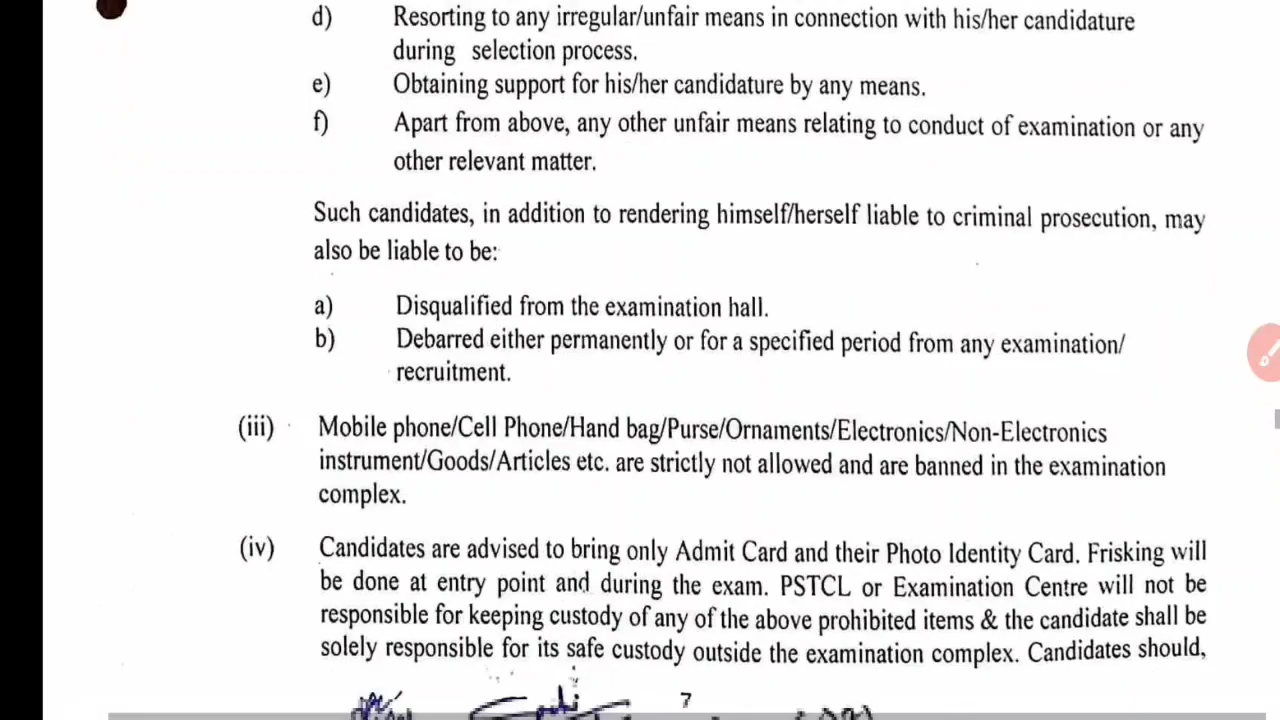 d) Resorting to any irregular/unfair means in connection with his/her candidature
during selection process.
e) Obtaining support for his/her candidature by any means.
f) Apart from above, any other unfair means relating to conduct of examination or any
other relevant matter.
Such candidates, in addition to rendering himself/herself liable to criminal prosecution, may
also be liable to be:
a) Disqualified from the examination hall.
b) Debarred either permanently or for a specified period from any examination/
recruitment.
(iii) Mobile phone/Cell Phone/Hand bag/Purse/Ornaments/Electronics/Non-Electronics
instrument/Goods/Articles etc. are strictly not allowed and are banned in the examination
complex.
(iv) Candidates are advised to bring only Admit Card and their Photo Identity Card. Frisking will
be done at entry point and during the exam. PSTCL or Examination Centre will not be
responsible for keeping custody of any of the above prohibited items & the candidate shall be
solely responsible for its safe custody outside the examination complex. Candidates should,
7